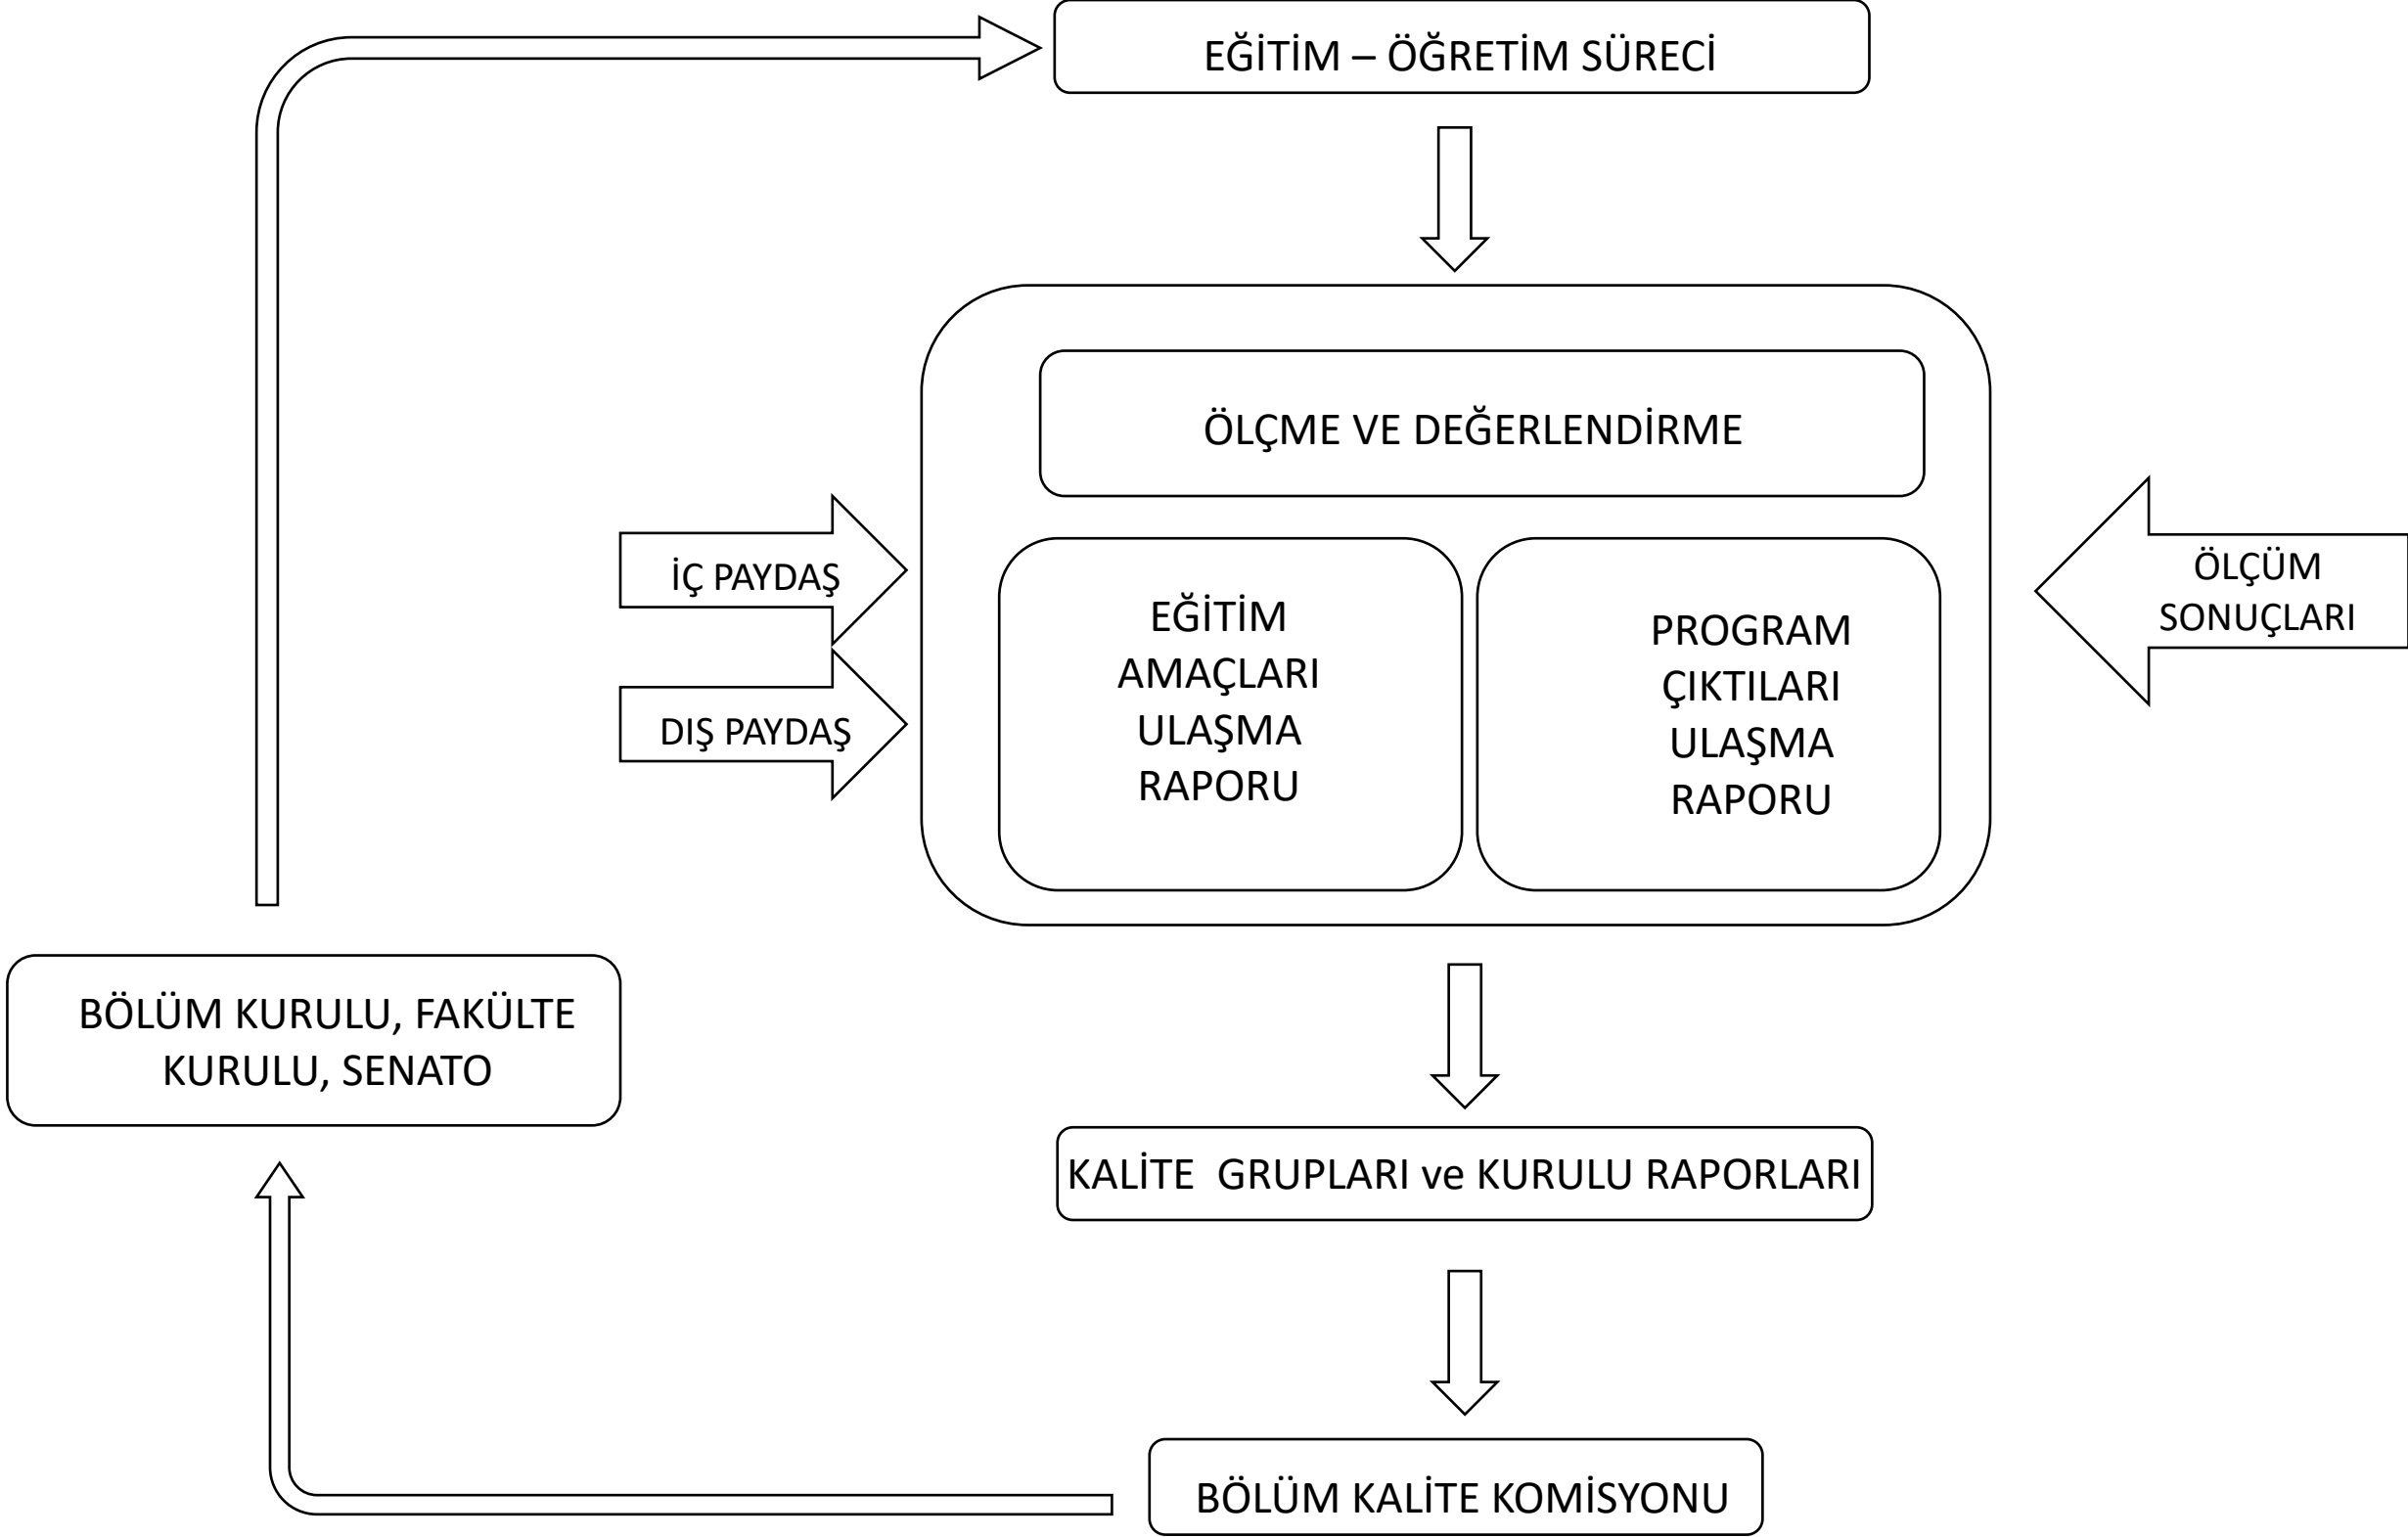 EĞİTİM – ÖĞRETİM SÜRECİ
ÖLÇME VE DEĞERLENDİRME
İÇ PAYDAŞ
DIŞ PAYDAŞ
EĞİTİM
AMAÇLARI
ULAŞMA
RAPORU
PROGRAM
ÇIKTILARI
ULAŞMA
RAPORU
ÖLÇÜM
SONUÇLARI
BÖLÜM KURULU, FAKÜLTE
KURULU, SENATO
KALİTE  GRUPLARI ve KURULU RAPORLARI
BÖLÜM KALİTE KOMİSYONU